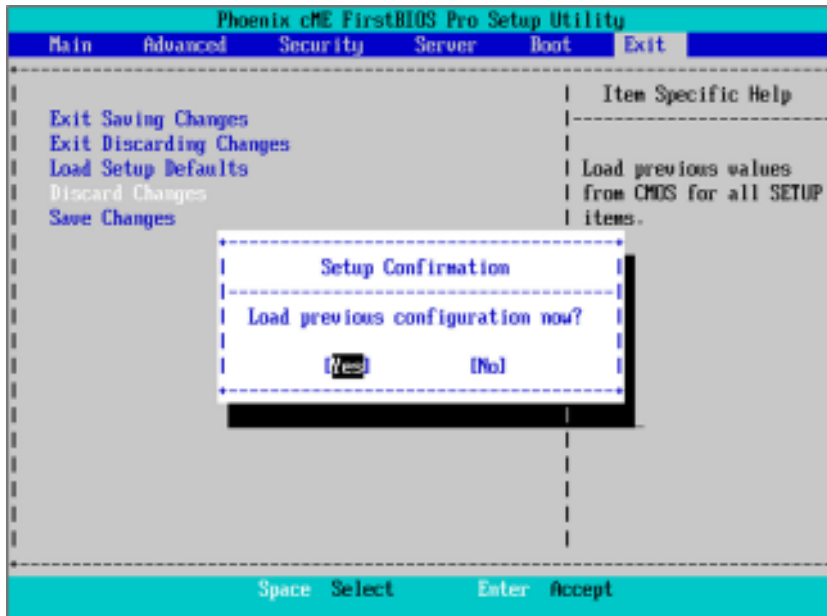 Phoenix cME FirstBIOS Pro Setup Utility
Main Advanced Security Server Boot Exit
Item Specific Help
Exit Saving Changes
Exit Discarding Changes
Load Setup Defaults
Discard Changes
Save Changes
Load previous values
from CMOS for all SETUP
items.
Setup Confirmation
Load previous configuration now?
[Yes] [No]
Space Select Enter Accept